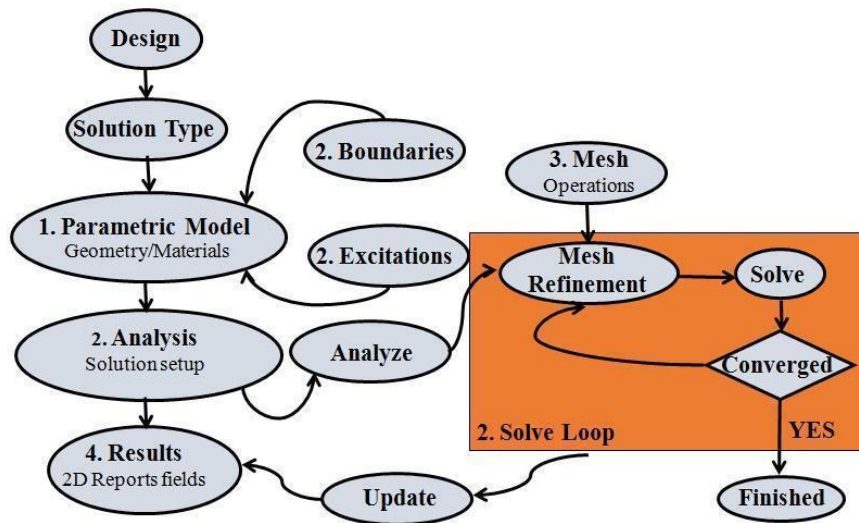 Design
Solution Type
2. Boundaries
3. Mesh
Operations
1. Parametric Model
Geometry/Materials
2. Excitations
Mesh
Refinement
Solve
2. Analysis
Solution setup
Analyze
Converged
2. Solve Loop
YES
4. Results
2D Reports fields
Update
Finished